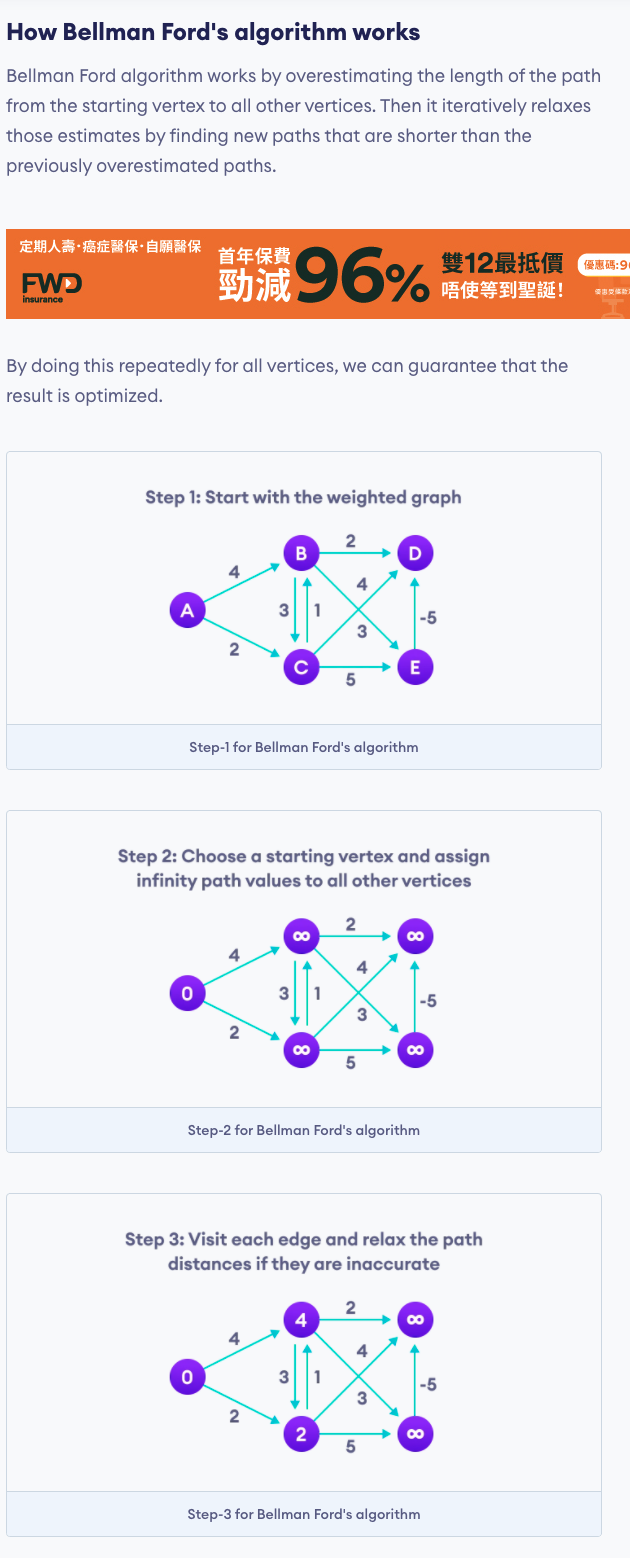 How Bellman Ford's algorithm works
Bellman Ford algorithm works by overestimating the length of the path
from the starting vertex to all other vertices. Then it iteratively relaxes
those estimates by finding new paths that are shorter than the
previously overestimated paths.
定期人壽·癌症醫保·自願醫保
FWD
insurance
首年保費
勁減
96%
雙12最抵價
唔使等到聖誕!
優惠碼:
By doing this repeatedly for all vertices, we can guarantee that the
result is optimized.
Step 1: Start with the weighted graph
B 2 D
4 4
A 3 1 -5
2 3
C 5 E
Step-1 for Bellman Ford's algorithm
Step 2: Choose a starting vertex and assign
infinity path values to all other vertices
∞ 2 ∞
4 4
0 3 1 -5
2 3
∞ 5 ∞
Step-2 for Bellman Ford's algorithm
Step 3: Visit each edge and relax the path
distances if they are inaccurate
4 2 ∞
4 4
0 3 1 -5
2 3
2 5 ∞
Step-3 for Bellman Ford's algorithm